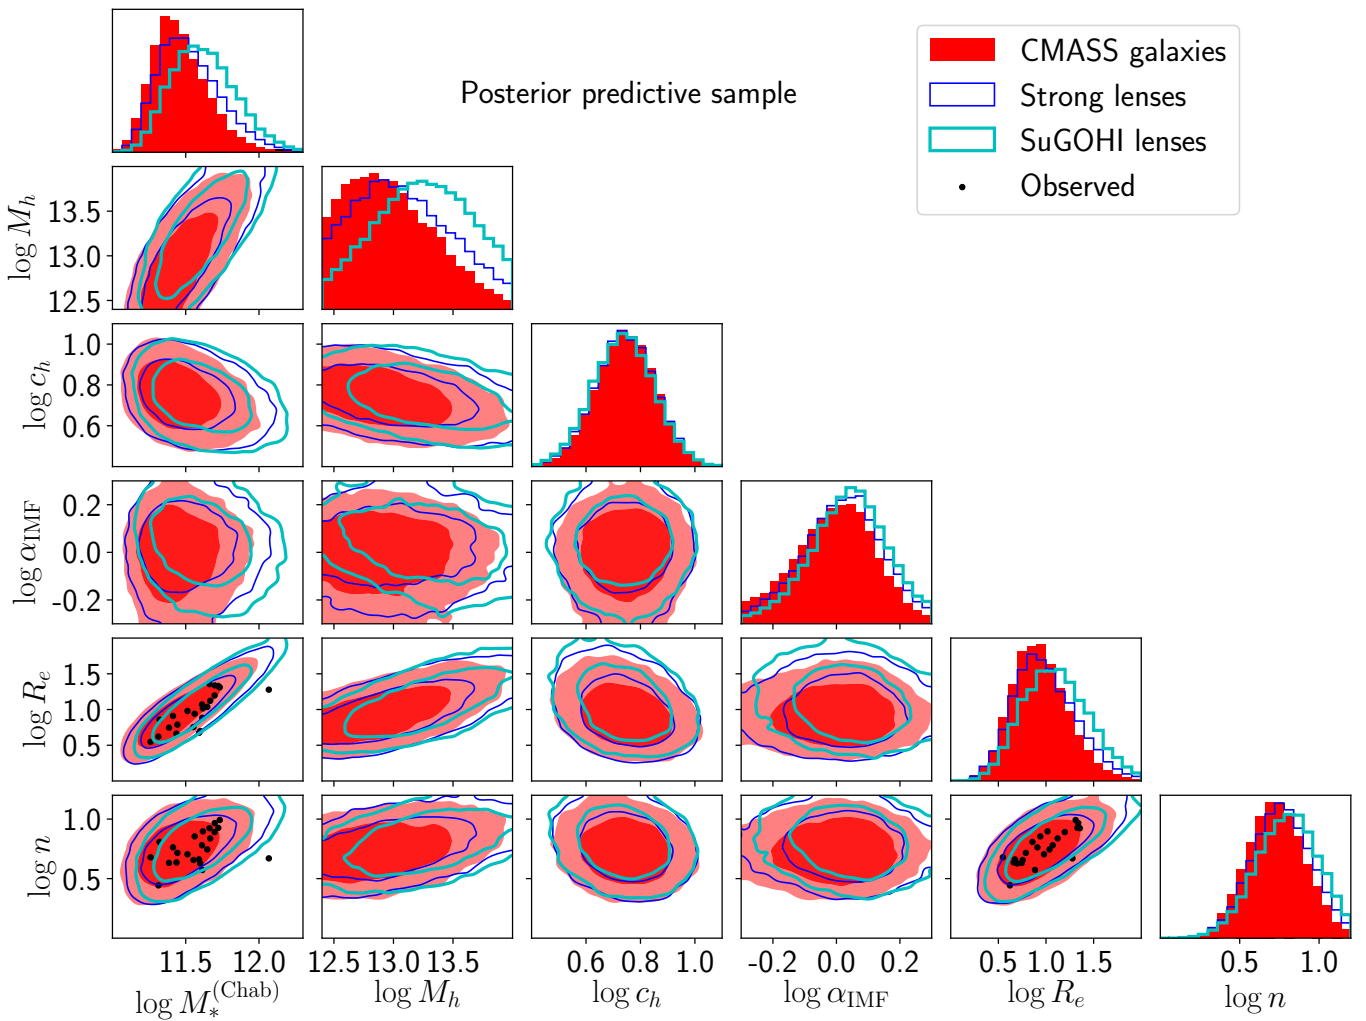 Posterior predictive sample
CMASS galaxies
Strong lenses
SuGOHI lenses
Observed
log M_h
13.5
13.0
12.5
log c_h
1.0
0.8
0.6
log α_IMF
0.2
0.0
-0.2
log R_e
1.5
1.0
0.5
log n
1.0
0.5
11.5 12.0 12.5 13.0 13.5 0.6 0.8 1.0 -0.2 0.0 0.2 0.5 1.0 1.5 0.5 1.0
log M_*^(Chab) log M_h log c_h log α_IMF log R_e log n